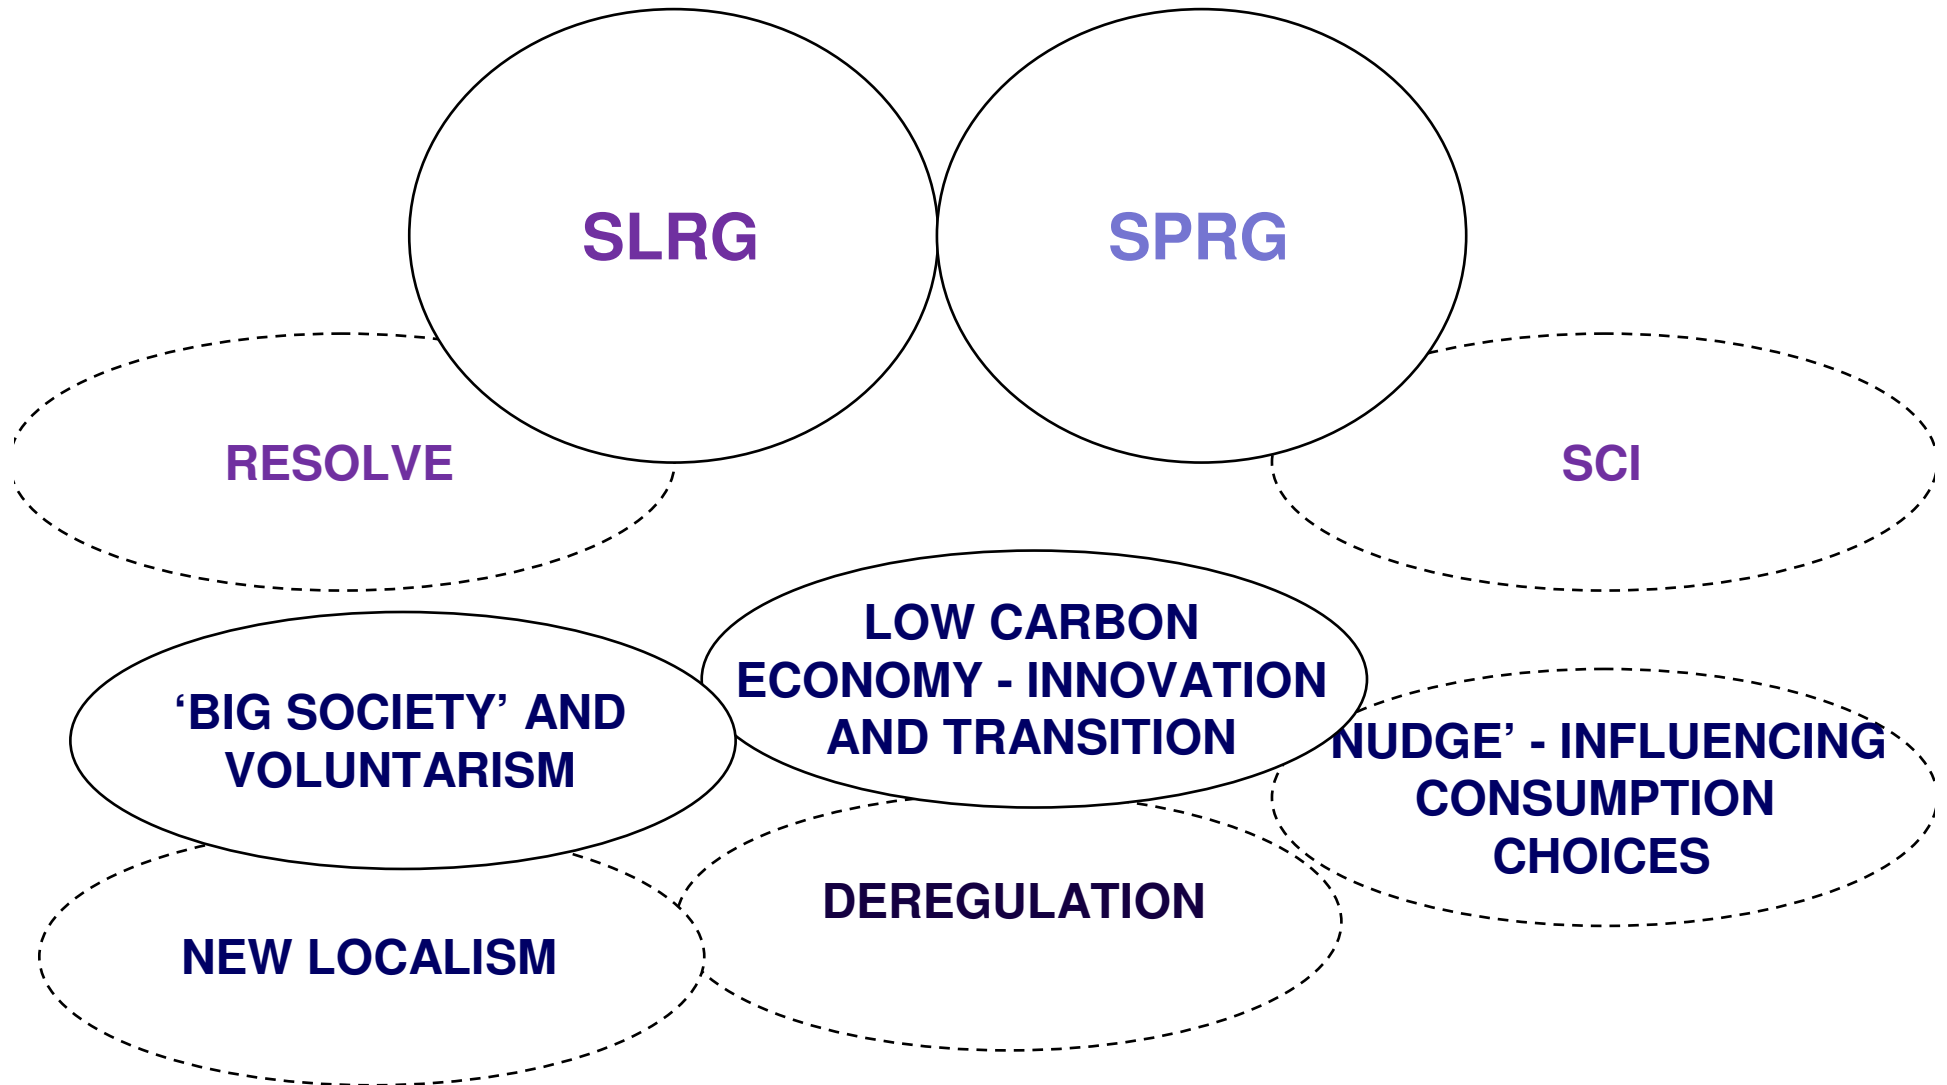 SLRG
SPRG
RESOLVE
SCI
LOW CARBON
ECONOMY - INNOVATION
AND TRANSITION
‘BIG SOCIETY’ AND
VOLUNTARISM
NUDGE’ - INFLUENCING
CONSUMPTION
CHOICES
DEREGULATION
NEW LOCALISM